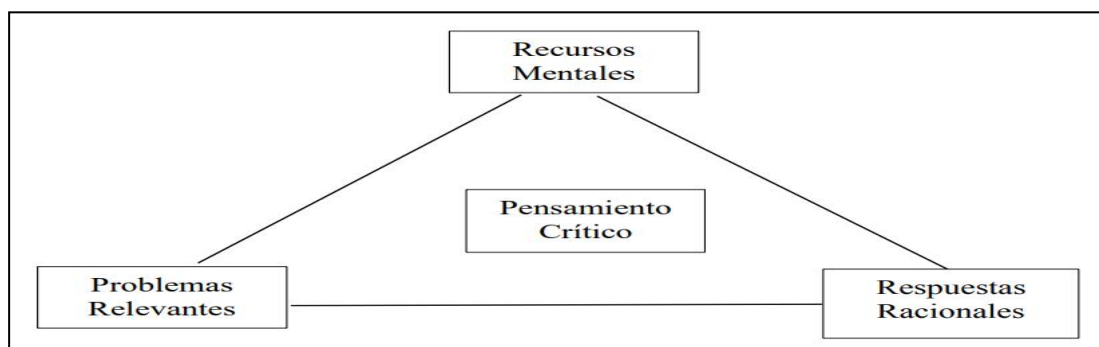 Recursos
Mentales
Pensamiento
Crítico
Problemas
Relevantes
Respuestas
Racionales